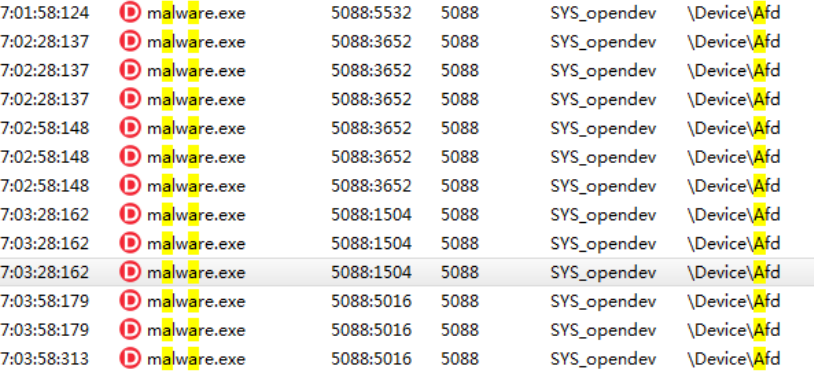 7:01:58:124 D malware.exe 5088:5532 5088 SYS_opendev \Device\Afd
7:02:28:137 D malware.exe 5088:3652 5088 SYS_opendev \Device\Afd
7:02:28:137 D malware.exe 5088:3652 5088 SYS_opendev \Device\Afd
7:02:28:137 D malware.exe 5088:3652 5088 SYS_opendev \Device\Afd
7:02:58:148 D malware.exe 5088:3652 5088 SYS_opendev \Device\Afd
7:02:58:148 D malware.exe 5088:3652 5088 SYS_opendev \Device\Afd
7:02:58:148 D malware.exe 5088:3652 5088 SYS_opendev \Device\Afd
7:03:28:162 D malware.exe 5088:1504 5088 SYS_opendev \Device\Afd
7:03:28:162 D malware.exe 5088:1504 5088 SYS_opendev \Device\Afd
7:03:28:162 D malware.exe 5088:1504 5088 SYS_opendev \Device\Afd
7:03:58:179 D malware.exe 5088:5016 5088 SYS_opendev \Device\Afd
7:03:58:179 D malware.exe 5088:5016 5088 SYS_opendev \Device\Afd
7:03:58:313 D malware.exe 5088:5016 5088 SYS_opendev \Device\Afd